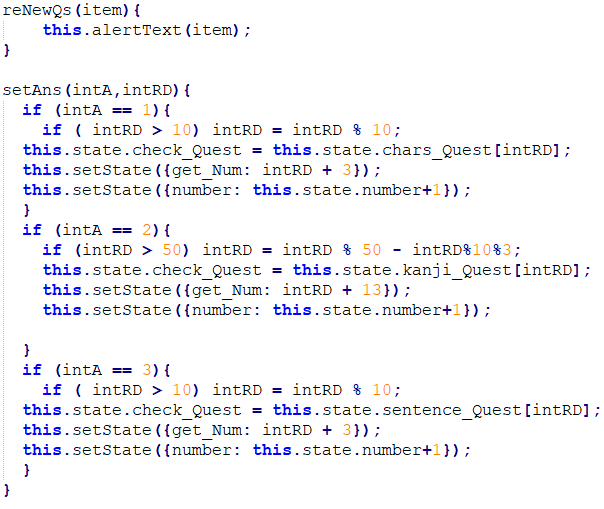 reNewQs(item){
    this.alertText(item);
}

setAns(intA,intRD){
  if (intA == 1){
    if ( intRD > 10) intRD = intRD % 10;
  this.state.check_Quest = this.state.chars_Quest[intRD];
  this.setState({get_Num: intRD + 3});
  this.setState({number: this.state.number+1});
  }
  if (intA == 2){
    if (intRD > 50) intRD = intRD % 50 - intRD%10%3;
    this.state.check_Quest = this.state.kanji_Quest[intRD];
    this.setState({get_Num: intRD + 13});
    this.setState({number: this.state.number+1});

  }
  if (intA == 3){
    if ( intRD > 10) intRD = intRD % 10;
  this.state.check_Quest = this.state.sentence_Quest[intRD];
  this.setState({get_Num: intRD + 3});
  this.setState({number: this.state.number+1});
  }
}